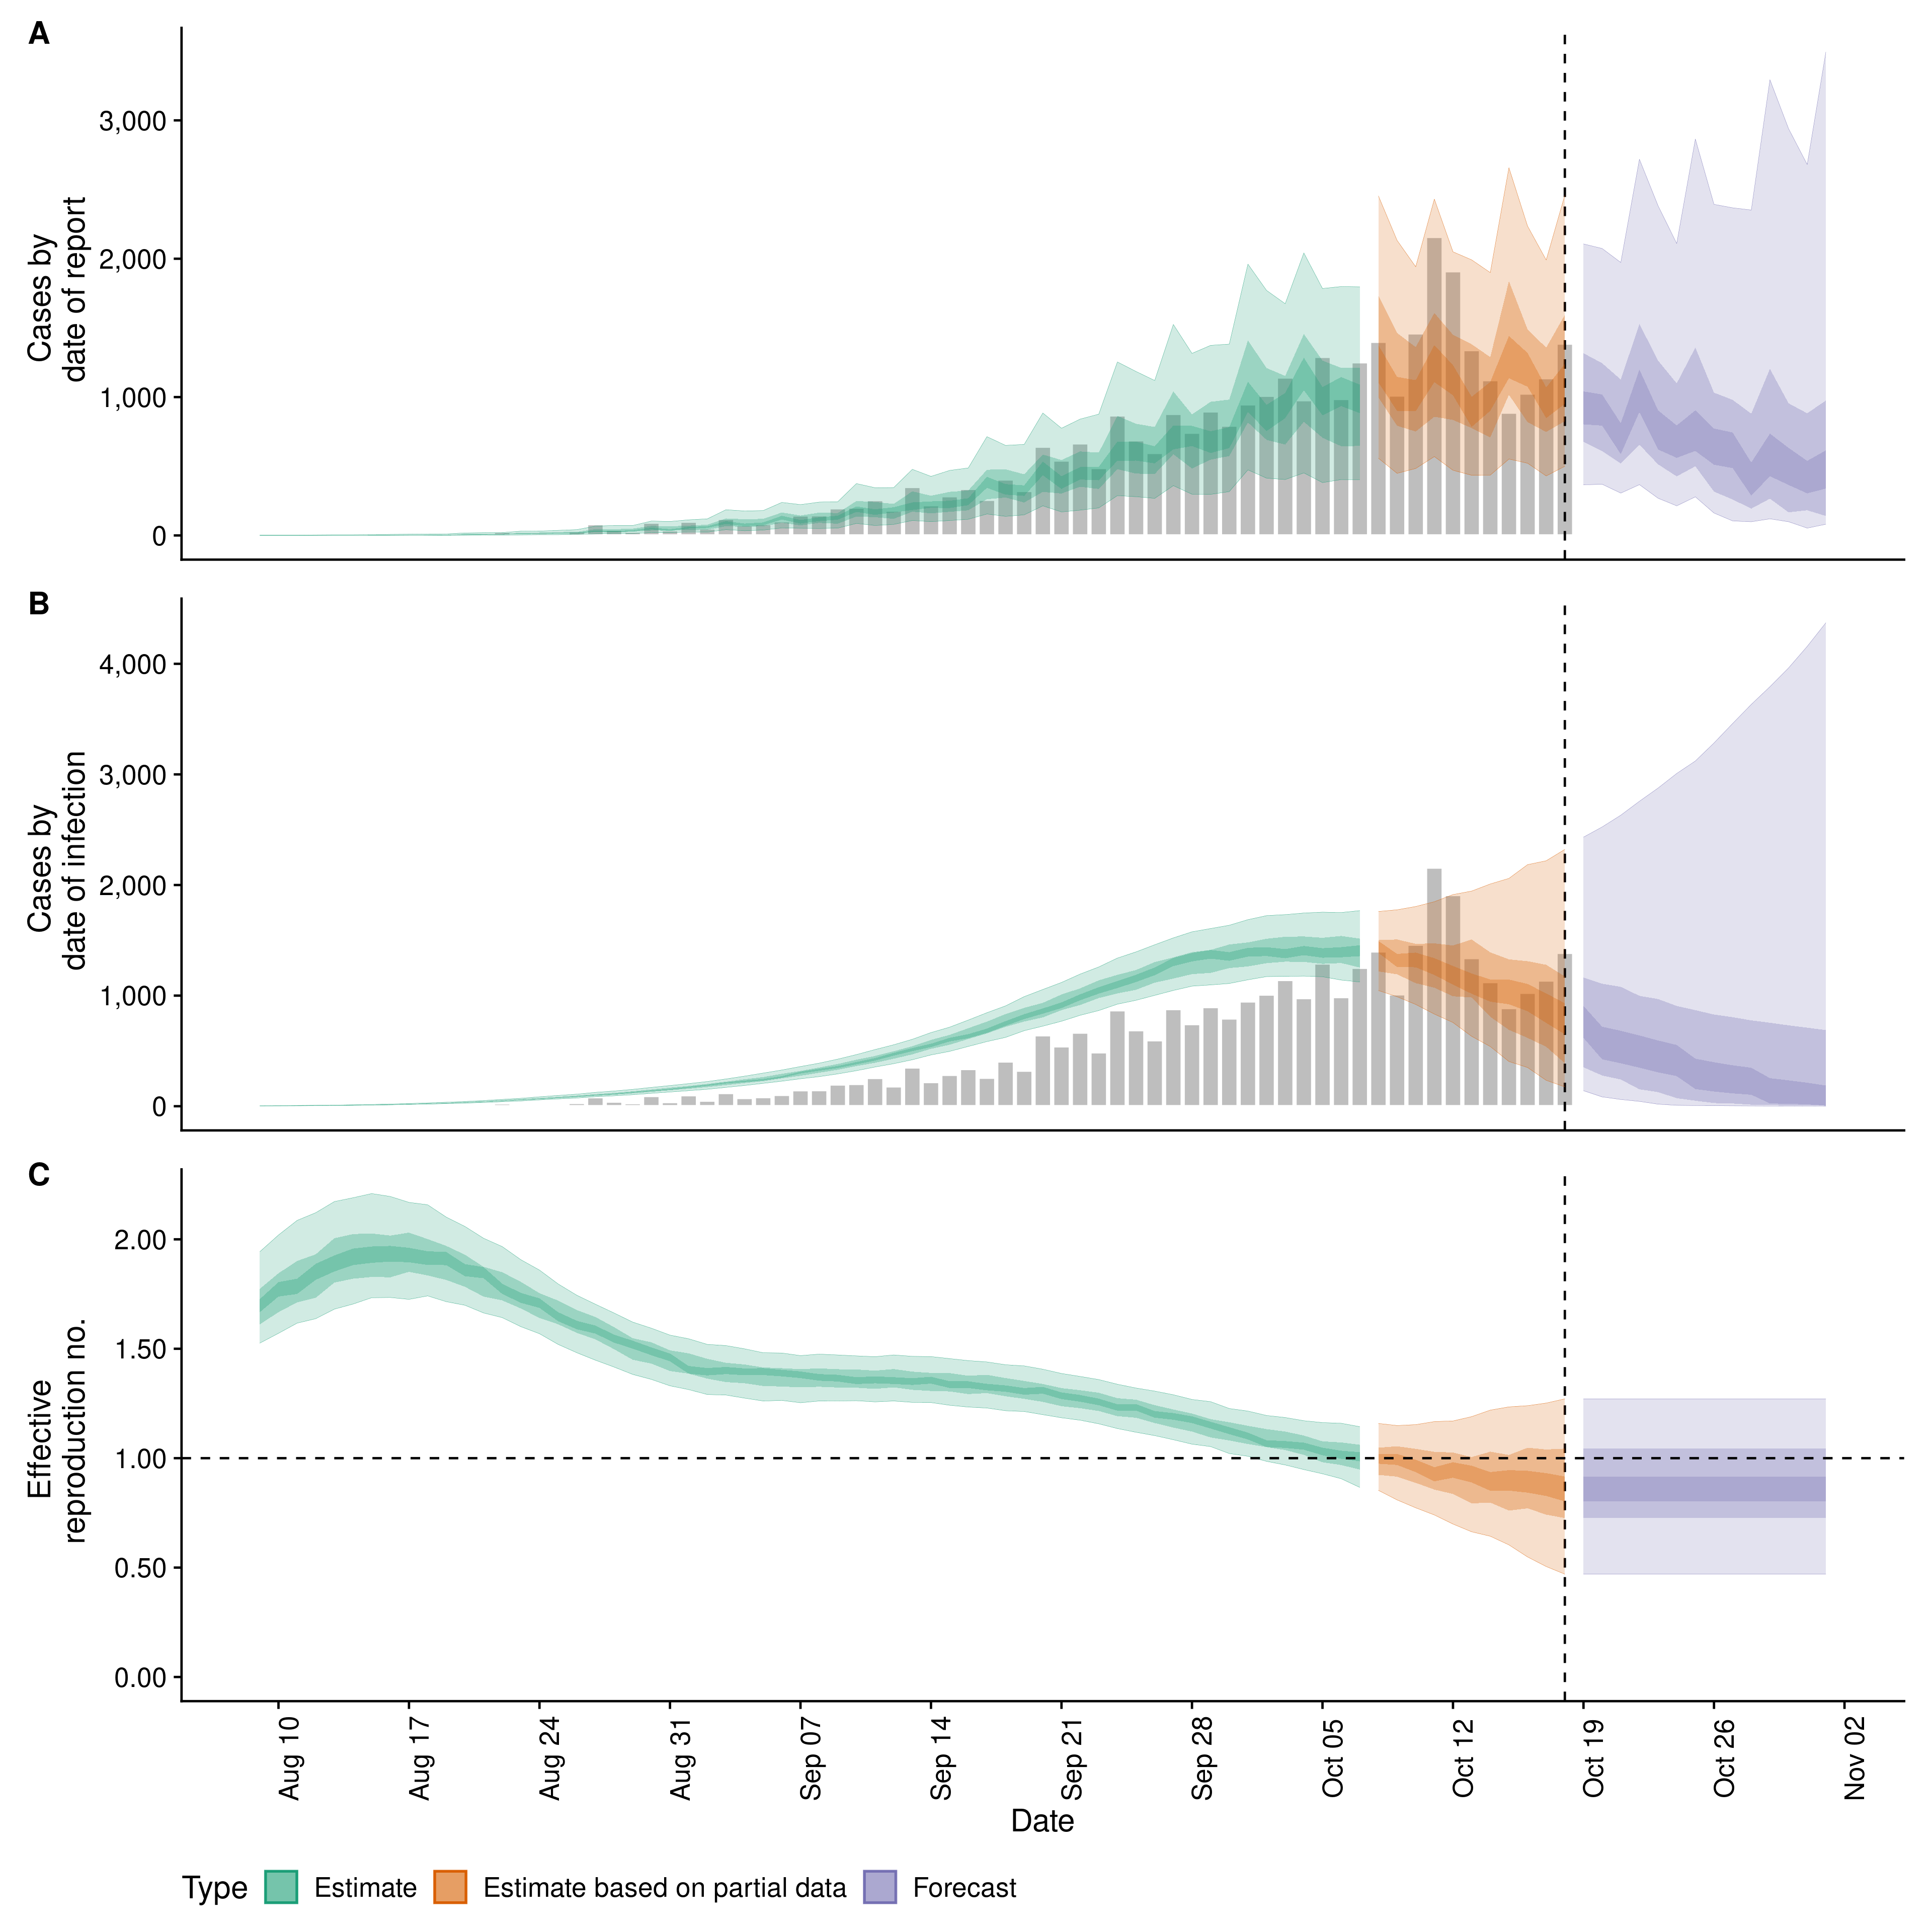 A
Cases by
date of report
3,000
2,000
1,000
0
B
Cases by
date of infection
4,000
3,000
2,000
1,000
0
C
Effective
reproduction no.
2.00
1.50
1.00
0.50
0.00
Aug 10
Aug 17
Aug 24
Aug 31
Sep 07
Sep 14
Sep 21
Sep 28
Oct 05
Oct 12
Oct 19
Oct 26
Nov 02
Date
Type Estimate Estimate based on partial data Forecast